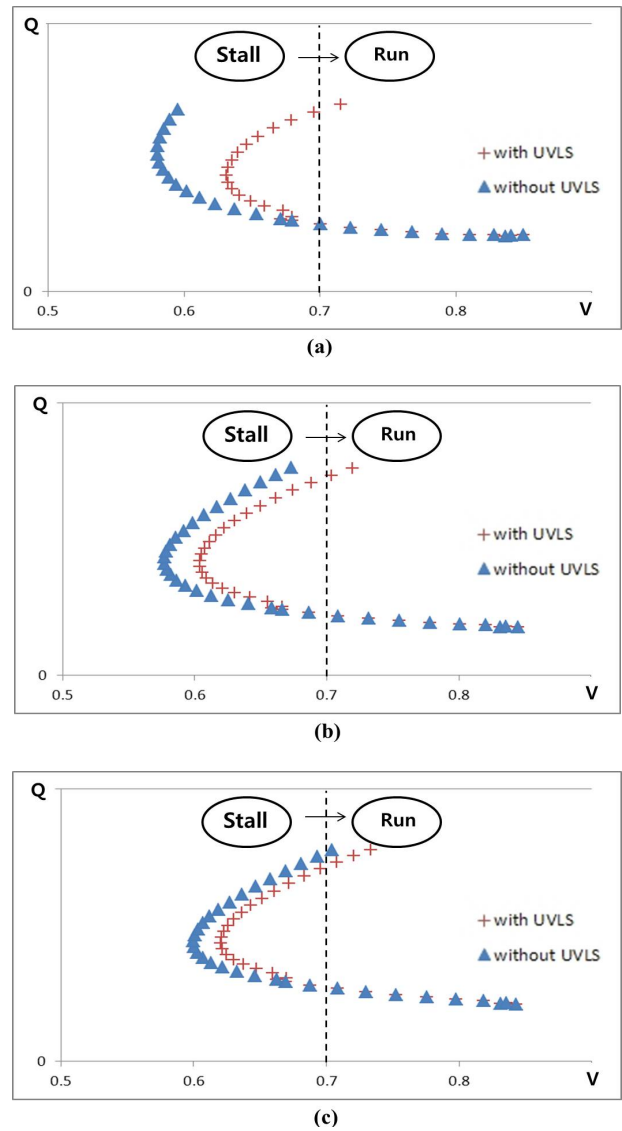 Q
Stall Run
with UVLS
without UVLS
0
0.5 0.6 0.7 0.8 V
(a)
Q
Stall Run
with UVLS
without UVLS
0
0.5 0.6 0.7 0.8 V
(b)
Q
Stall Run
with UVLS
without UVLS
0
0.5 0.6 0.7 0.8 V
(c)